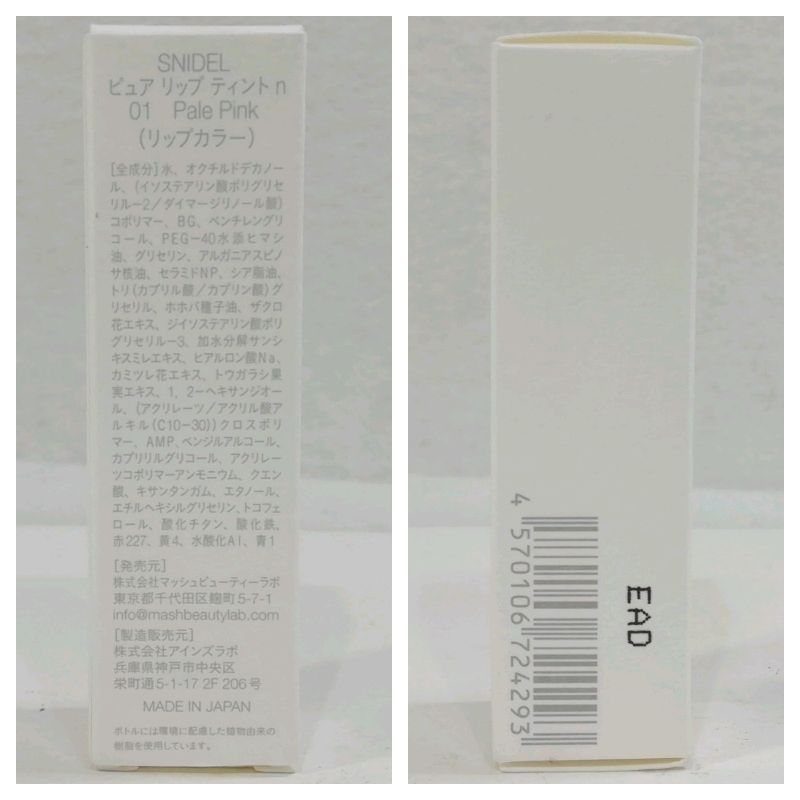 SNIDEL
ピュア リップ ティント n
01 Pale Pink
(リップカラー)
[全成分]水、オクチルドデカノー
ル、(イソステアリン酸ポリグリセ
リル−2/ダイマージリノール酸)
コポリマー、BG、ペンチレングリ
コール、PEG−40水添ヒマシ
油、グリセリン、アルガニアスピノ
サ核油、セラミドNP、シア脂油、
トリ(カプリル酸/カプリン酸)グ
リセリル、ホホバ種子油、ザクロ
花エキス、ジイソステアリン酸ポリ
グリセリル−3、加水分解サンシ
キスミレエキス、ヒアルロン酸Na、
カミツレ花エキス、トウガラシ果
実エキス、1、2−ヘキサンジオー
ル、(アクリレーツ/アクリル酸ア
ルキル(C10−30))クロスポリ
マー、AMP、ベンジルアルコール、
カプリリルグリコール、アクリレー
ツコポリマーアンモニウム、クエン
酸、キサンタンガム、エタノール、
エチルヘキシルグリセリン、トコフェ
ロール、酸化チタン、酸化鉄、
赤227、黄4、水酸化Al、青1
[発売元]
株式会社マッシュビューティーラボ
東京都千代田区麹町5-7-1
info@mashbeautylab.com
[製造販売元]
株式会社アインズラボ
兵庫県神戸市中央区
栄町通5-1-17 2F 206号
MADE IN JAPAN
ボトルには環境に配慮した植物由来の
樹脂を使用しています。
4 570106 724293
EAD